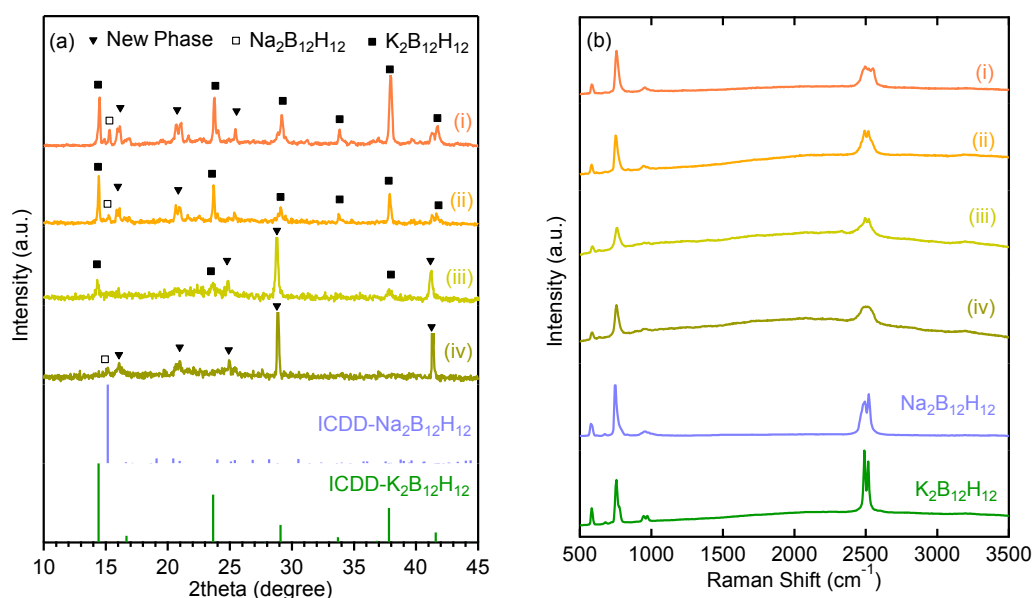 (a) ▼ New Phase □ Na₂B₁₂H₁₂ ■ K₂B₁₂H₁₂
(i)
(ii)
(iii)
(iv)
ICDD-Na₂B₁₂H₁₂
ICDD-K₂B₁₂H₁₂
Intensity (a.u.)
10 15 20 25 30 35 40 45
2theta (degree)
(b)
(i)
(ii)
(iii)
(iv)
Na₂B₁₂H₁₂
K₂B₁₂H₁₂
Intensity (a.u.)
500 1000 1500 2000 2500 3000 3500
Raman Shift (cm⁻¹)